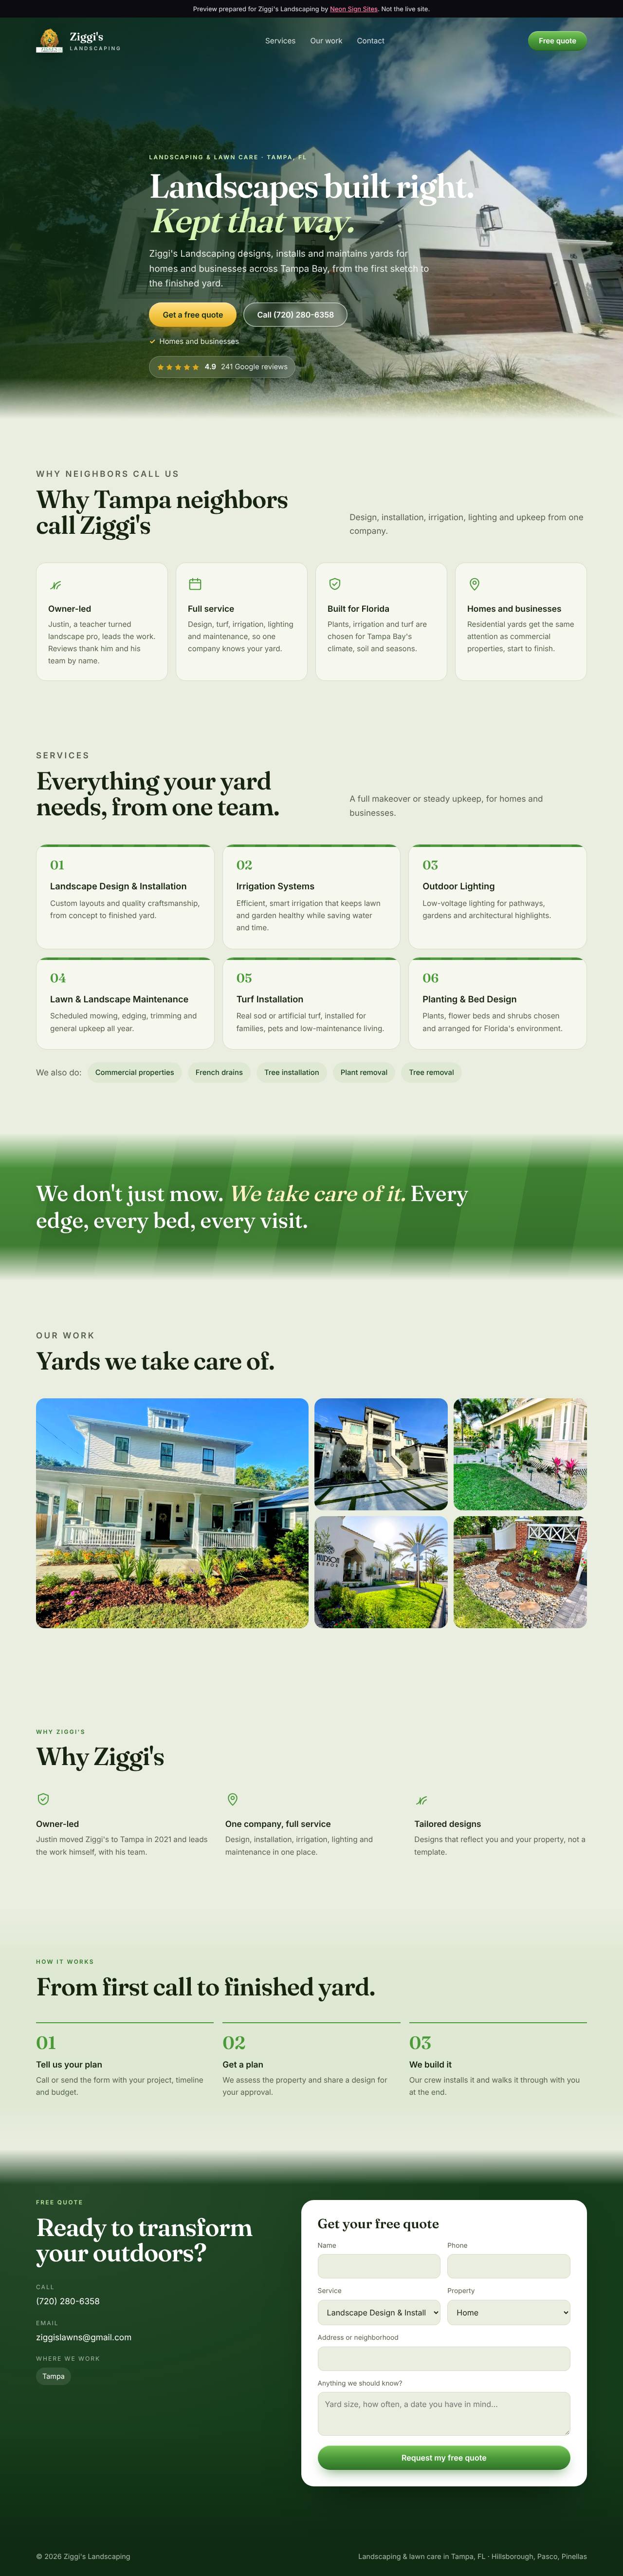 Preview prepared for Ziggi's Landscaping by Neon Sign Sites. Not the live site.
Ziggi's
LANDSCAPING
Services
Our work
Contact
Free quote
LANDSCAPING & LAWN CARE · TAMPA, FL
Landscapes built right.
Kept that way.
Ziggi's Landscaping designs, installs and maintains yards for
homes and businesses across Tampa Bay, from the first sketch to
the finished yard.
Get a free quote
Call (720) 280-6358
Homes and businesses
4.9 241 Google reviews
WHY NEIGHBORS CALL US
Why Tampa neighbors
call Ziggi's
Design, installation, irrigation, lighting and upkeep from one
company.
Owner-led
Justin, a teacher turned
landscape pro, leads the work.
Reviews thank him and his
team by name.
Full service
Design, turf, irrigation, lighting
and maintenance, so one
company knows your yard.
Built for Florida
Plants, irrigation and turf are
chosen for Tampa Bay's
climate, soil and seasons.
Homes and businesses
Residential yards get the same
attention as commercial
properties, start to finish.
SERVICES
Everything your yard
needs, from one team.
A full makeover or steady upkeep, for homes and
businesses.
01
Landscape Design & Installation
Custom layouts and quality craftsmanship,
from concept to finished yard.
02
Irrigation Systems
Efficient, smart irrigation that keeps lawn
and garden healthy while saving water
and time.
03
Outdoor Lighting
Low-voltage lighting for pathways,
gardens and architectural highlights.
04
Lawn & Landscape Maintenance
Scheduled mowing, edging, trimming and
general upkeep all year.
05
Turf Installation
Real sod or artificial turf, installed for
families, pets and low-maintenance living.
06
Planting & Bed Design
Plants, flower beds and shrubs chosen
and arranged for Florida's environment.
We also do:
Commercial properties
French drains
Tree installation
Plant removal
Tree removal
We don't just mow. We take care of it. Every
edge, every bed, every visit.
OUR WORK
Yards we take care of.
HUDSON
WHY ZIGGI'S
Why Ziggi's
Owner-led
Justin moved Ziggi's to Tampa in 2021 and leads
the work himself, with his team.
One company, full service
Design, installation, irrigation, lighting and
maintenance in one place.
Tailored designs
Designs that reflect you and your property, not a
template.
HOW IT WORKS
From first call to finished yard.
01
Tell us your plan
Call or send the form with your project, timeline
and budget.
02
Get a plan
We assess the property and share a design for
your approval.
03
We build it
Our crew installs it and walks it through with you
at the end.
FREE QUOTE
Ready to transform
your outdoors?
CALL
(720) 280-6358
EMAIL
ziggislawns@gmail.com
WHERE WE WORK
Tampa
Get your free quote
Name
Phone
Service
Property
Landscape Design & Install
Home
Address or neighborhood
Anything we should know?
Yard size, how often, a date you have in mind...
Request my free quote
© 2026 Ziggi's Landscaping
Landscaping & lawn care in Tampa, FL · Hillsborough, Pasco, Pinellas